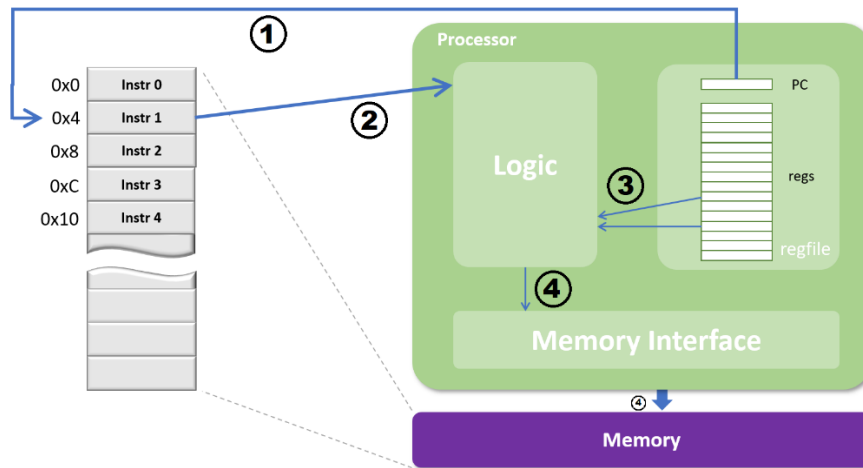 1
Processor
0x0 Instr 0
PC
0x4 Instr 1
2
0x8 Instr 2
Logic
3
regs
0xC Instr 3
0x10 Instr 4
regfile
4
Memory Interface
4
Memory